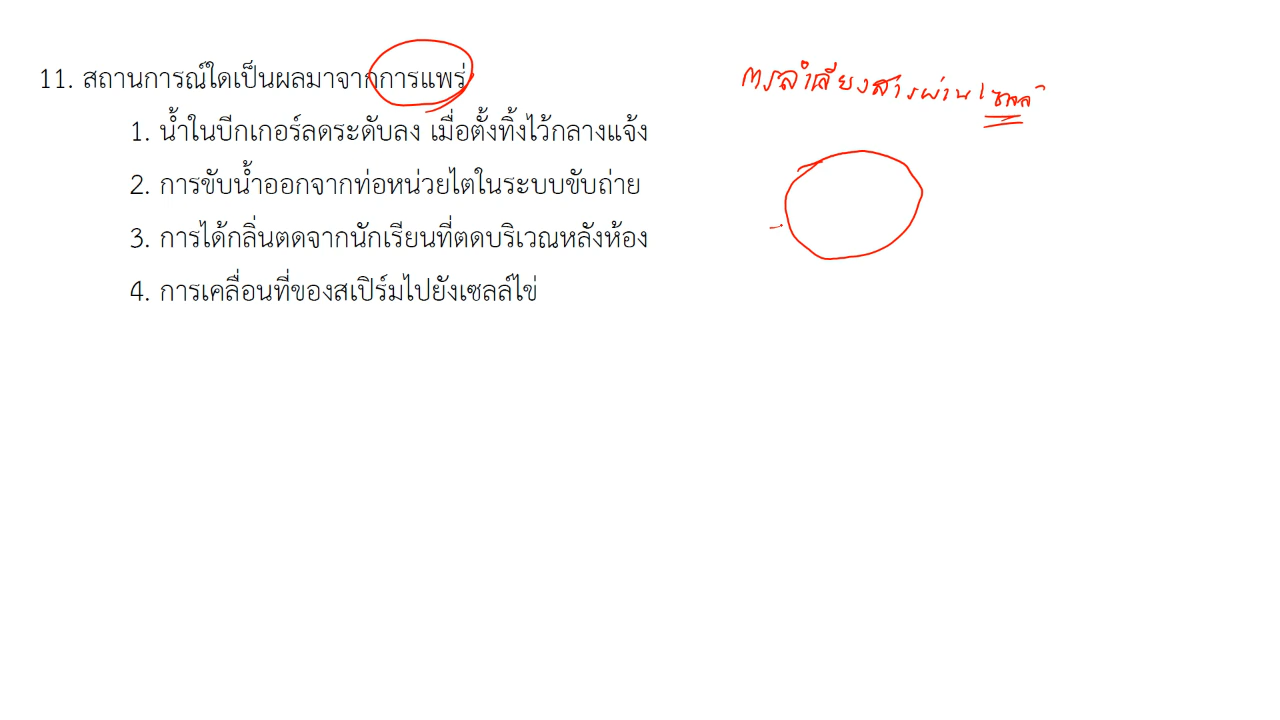 11. สถานการณ์ใดเป็นผลมาจากการแพร่
1. น้ำในบีกเกอร์ลดระดับลง เมื่อตั้งทิ้งไว้กลางแจ้ง
2. การขับน้ำออกจากท่อหน่วยไตในระบบขับถ่าย
3. การได้กลิ่นตดจากนักเรียนที่ตดบริเวณหลังห้อง
4. การเคลื่อนที่ของสเปิร์มไปยังเซลล์ไข่
การลำเลียงสารผ่านเซลล์